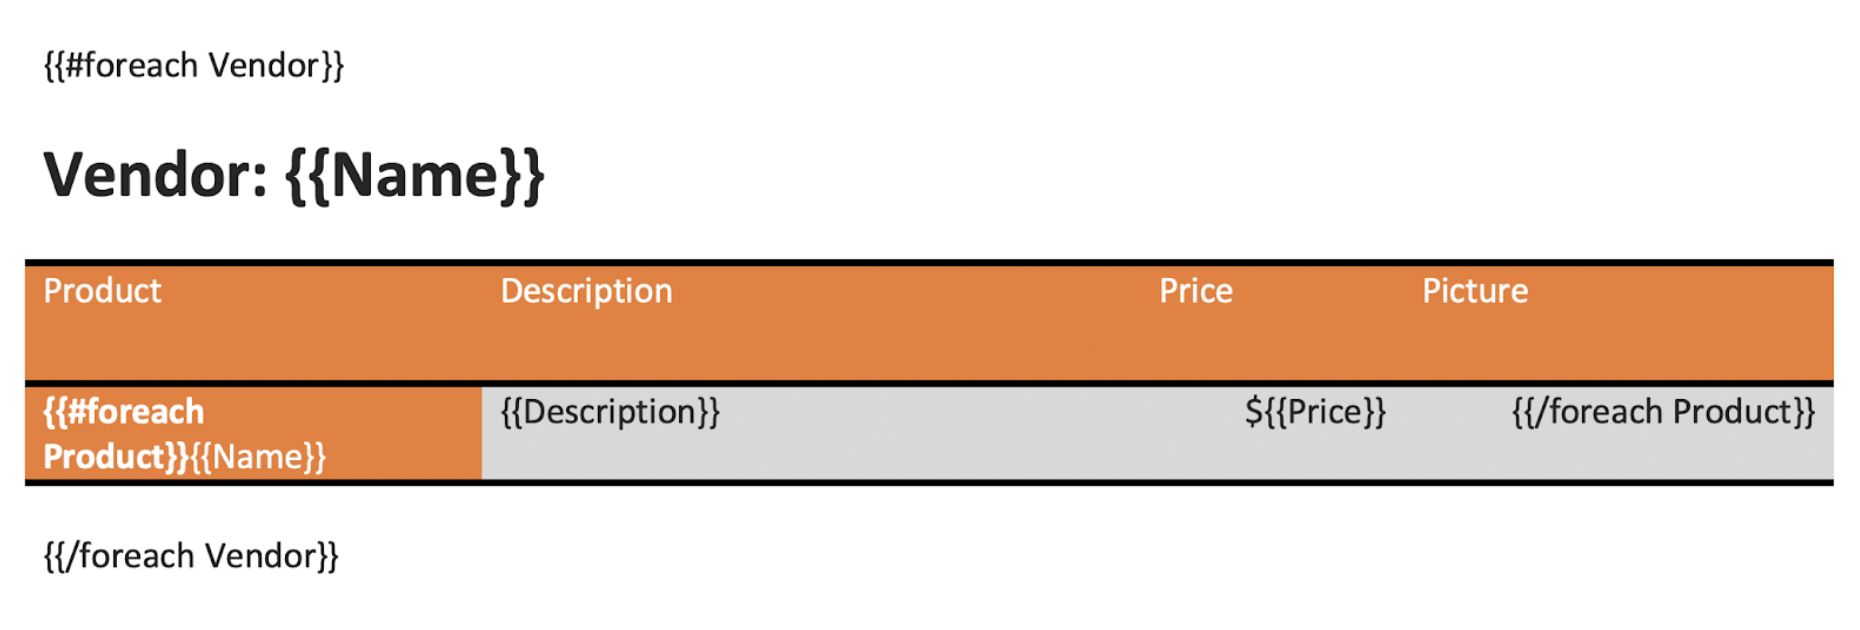 {{#foreach Vendor}}
Vendor: {{Name}}
Product Description Price Picture
{{#foreach {{Description}} ${{Price}} {{/foreach Product}}
Product}}{{Name}}
{{/foreach Vendor}}